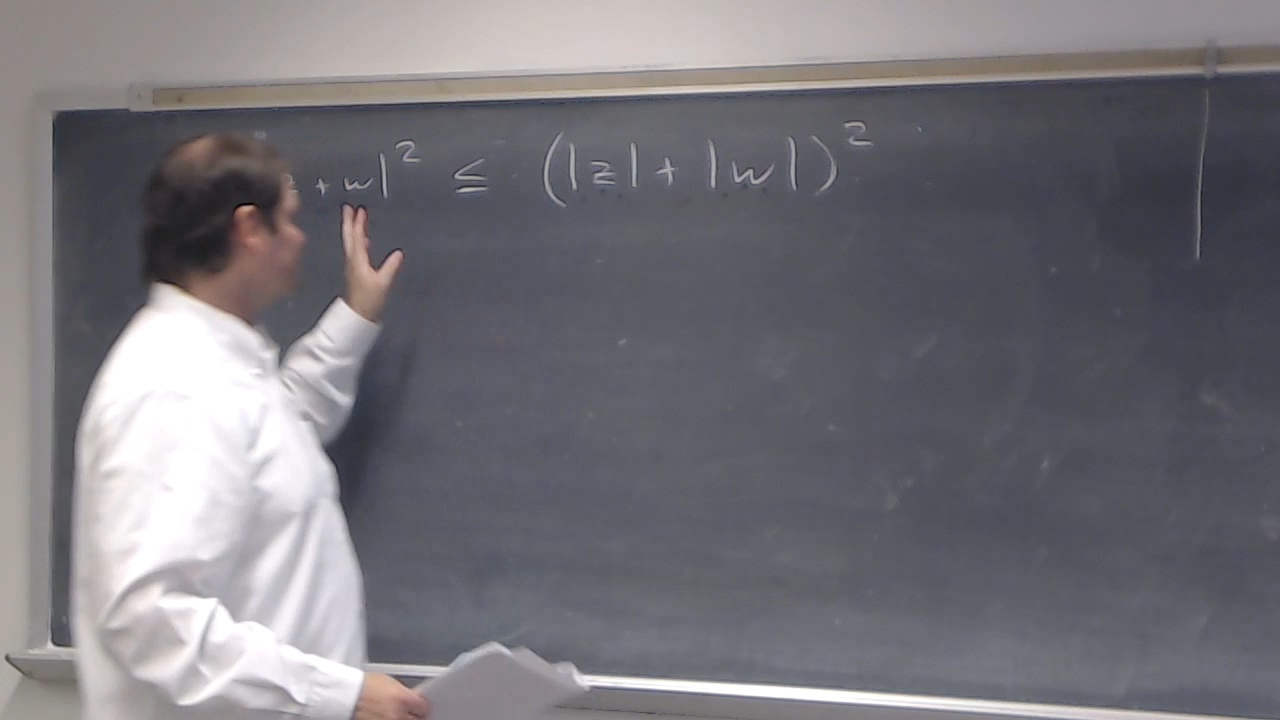 z + w|² ≤ (|z| + |w|)²